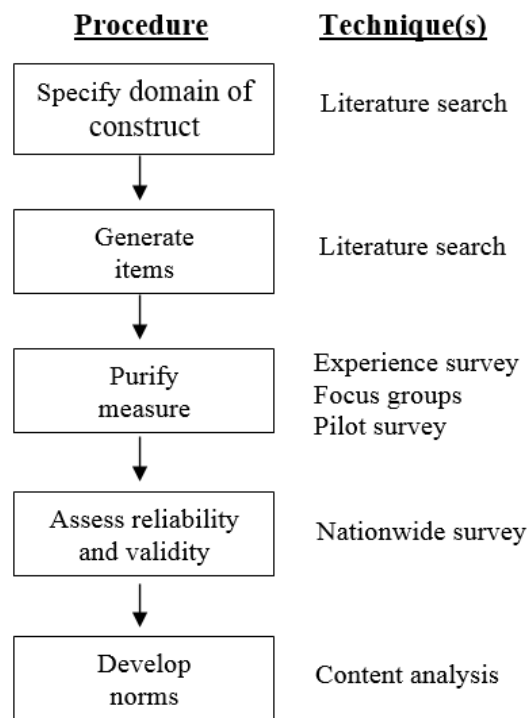 Procedure Technique(s)
Specify domain of
construct
Literature search
Generate
items
Literature search
Purify
measure
Experience survey
Focus groups
Pilot survey
Assess reliability
and validity
Nationwide survey
Develop
norms
Content analysis